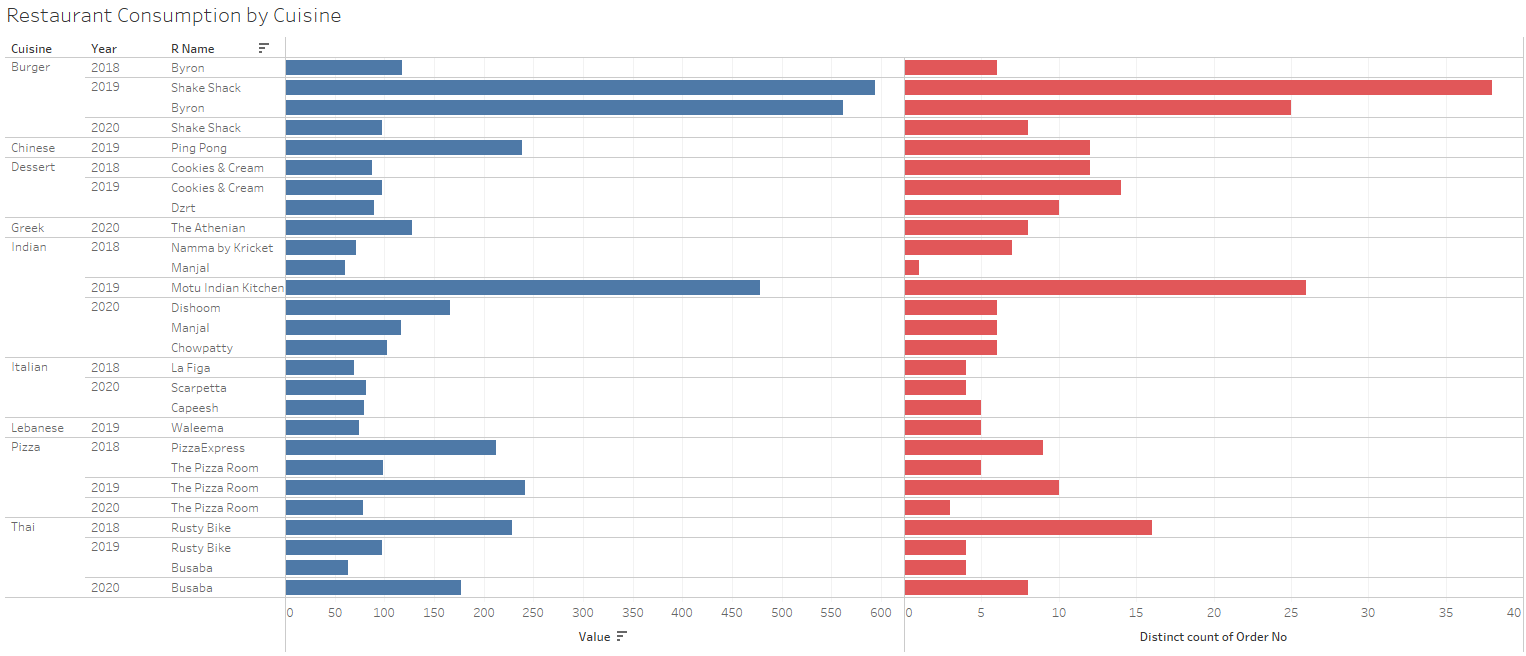 Restaurant Consumption by Cuisine
Cuisine Year R Name
Burger 2018 Byron
2019 Shake Shack
Byron
2020 Shake Shack
Chinese 2019 Ping Pong
Dessert 2018 Cookies & Cream
2019 Cookies & Cream
Dzrt
Greek 2020 The Athenian
Indian 2018 Namma by Kricket
Manjal
2019 Motu Indian Kitchen
2020 Dishoom
Manjal
Chowpatty
Italian 2018 La Figa
2020 Scarpetta
Capeesh
Lebanese 2019 Waleema
Pizza 2018 PizzaExpress
The Pizza Room
2019 The Pizza Room
2020 The Pizza Room
Thai 2018 Rusty Bike
2019 Rusty Bike
Busaba
2020 Busaba
0 50 100 150 200 250 300 350 400 450 500 550 600 0 5 10 15 20 25 30 35 40
Value Distinct count of Order No